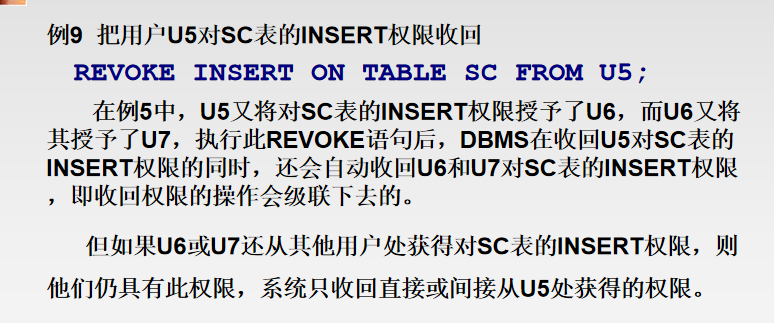 例9 把用户U5对SC表的INSERT权限收回
REVOKE INSERT ON TABLE SC FROM U5;
在例5中，U5又将对SC表的INSERT权限授予了U6，而U6又将
其授予了U7，执行此REVOKE语句后，DBMS在收回U5对SC表的
INSERT权限的同时，还会自动收回U6和U7对SC表的INSERT权限
，即收回权限的操作会级联下去的。
但如果U6或U7还从其他用户处获得对SC表的INSERT权限，则
他们仍具有此权限，系统只收回直接或间接从U5处获得的权限。